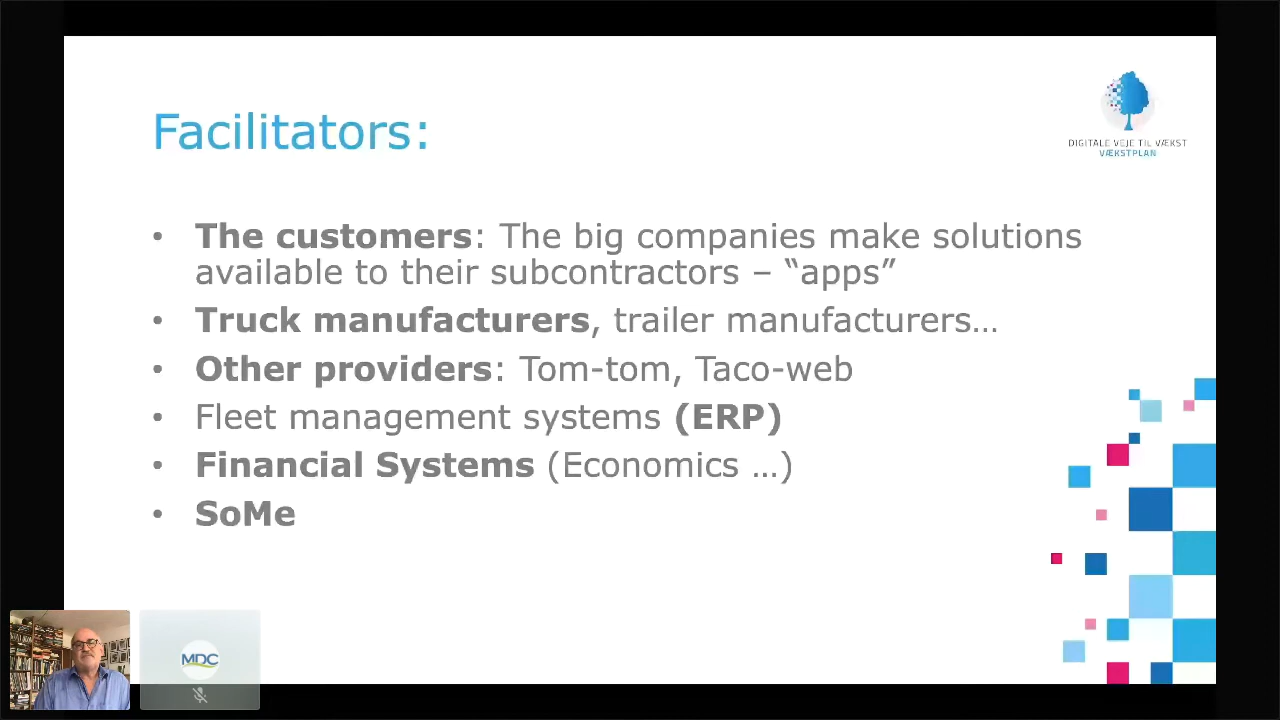 Facilitators:
DIGITALE VEJE TIL VÆKST
VÆKSTPLAN
• The customers: The big companies make solutions
available to their subcontractors – “apps”
• Truck manufacturers, trailer manufacturers…
• Other providers: Tom-tom, Taco-web
• Fleet management systems (ERP)
• Financial Systems (Economics …)
• SoMe
MDC